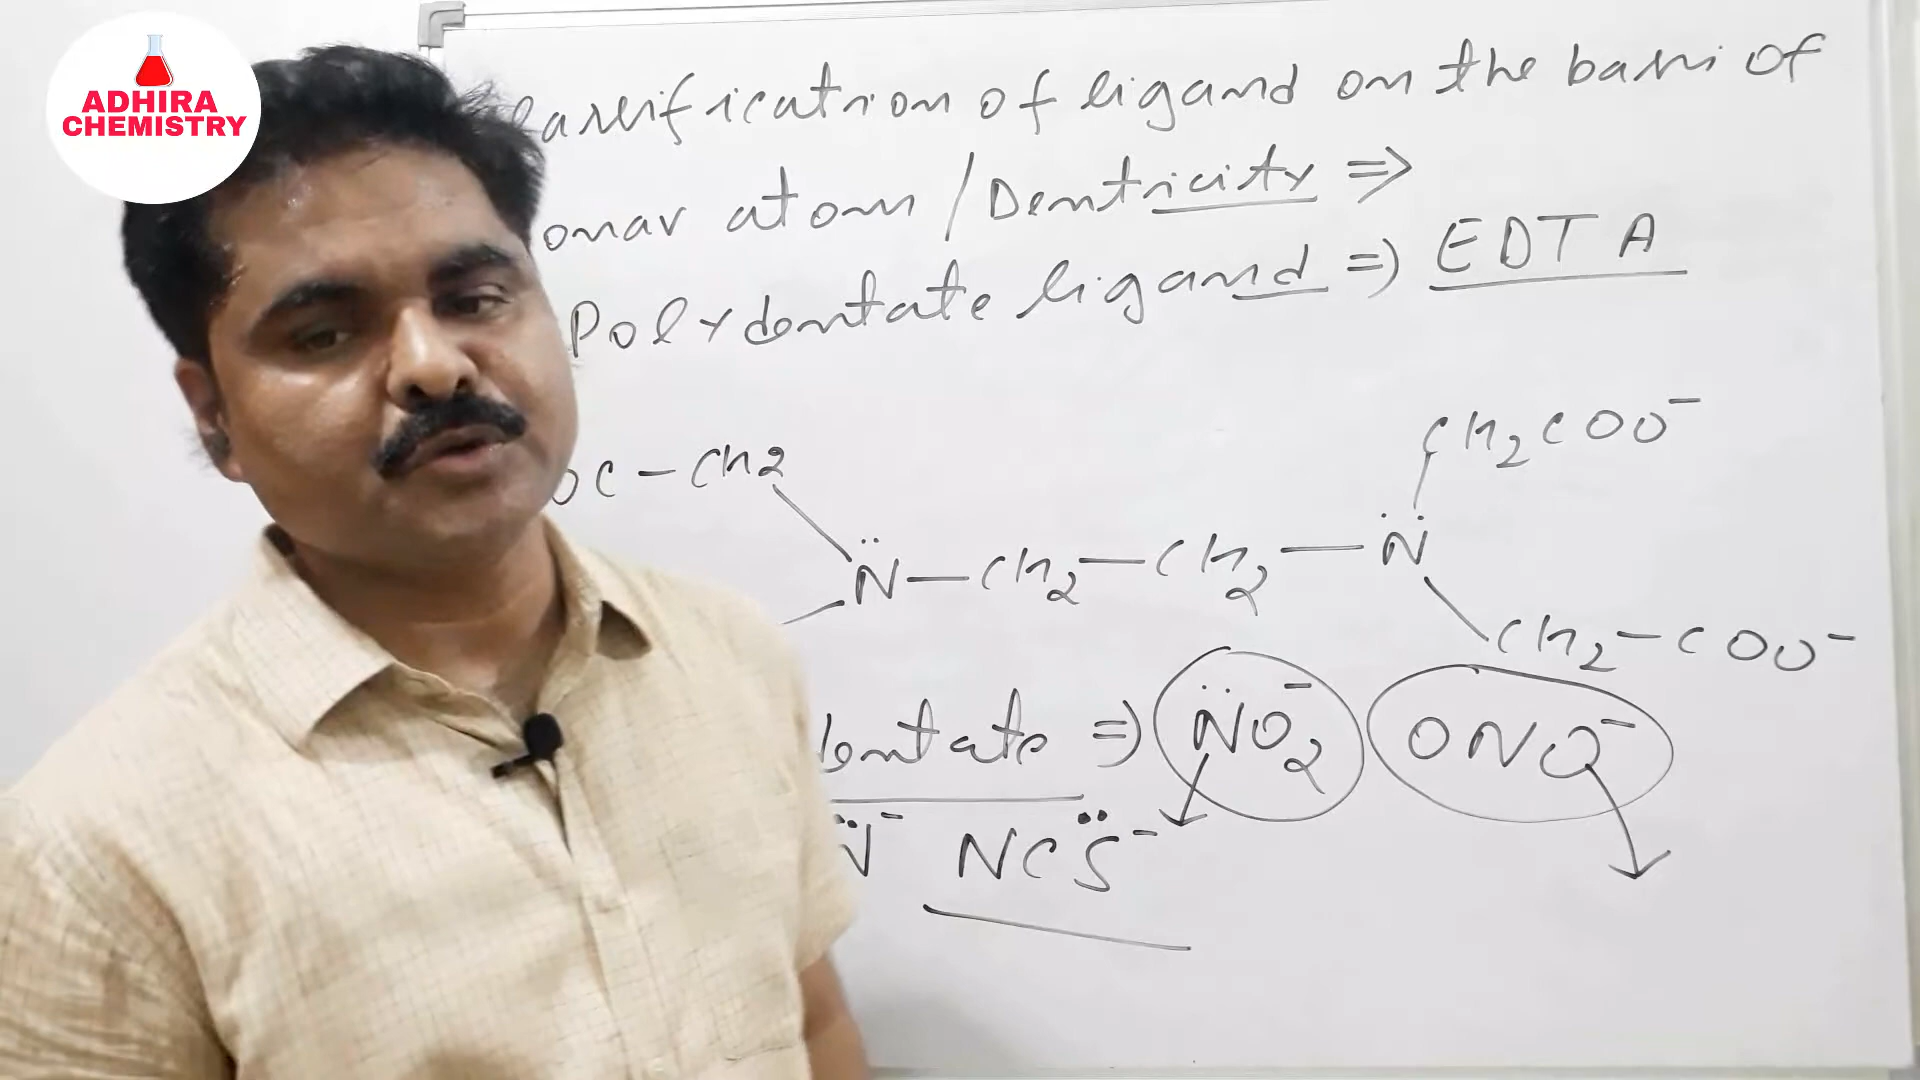 ADHIRA
CHEMISTRY
lassification of ligand on the basis of
onar atom / Denticity ⇒
Polydentate ligand ⇒ EDTA
OC - CH2
CH2COO⁻
N̈ — CH2 — CH2 — N̈
CH2 - COO⁻
dentate ⇒ N̈O2⁻ ONO⁻
N̈⁻ NCS̈⁻